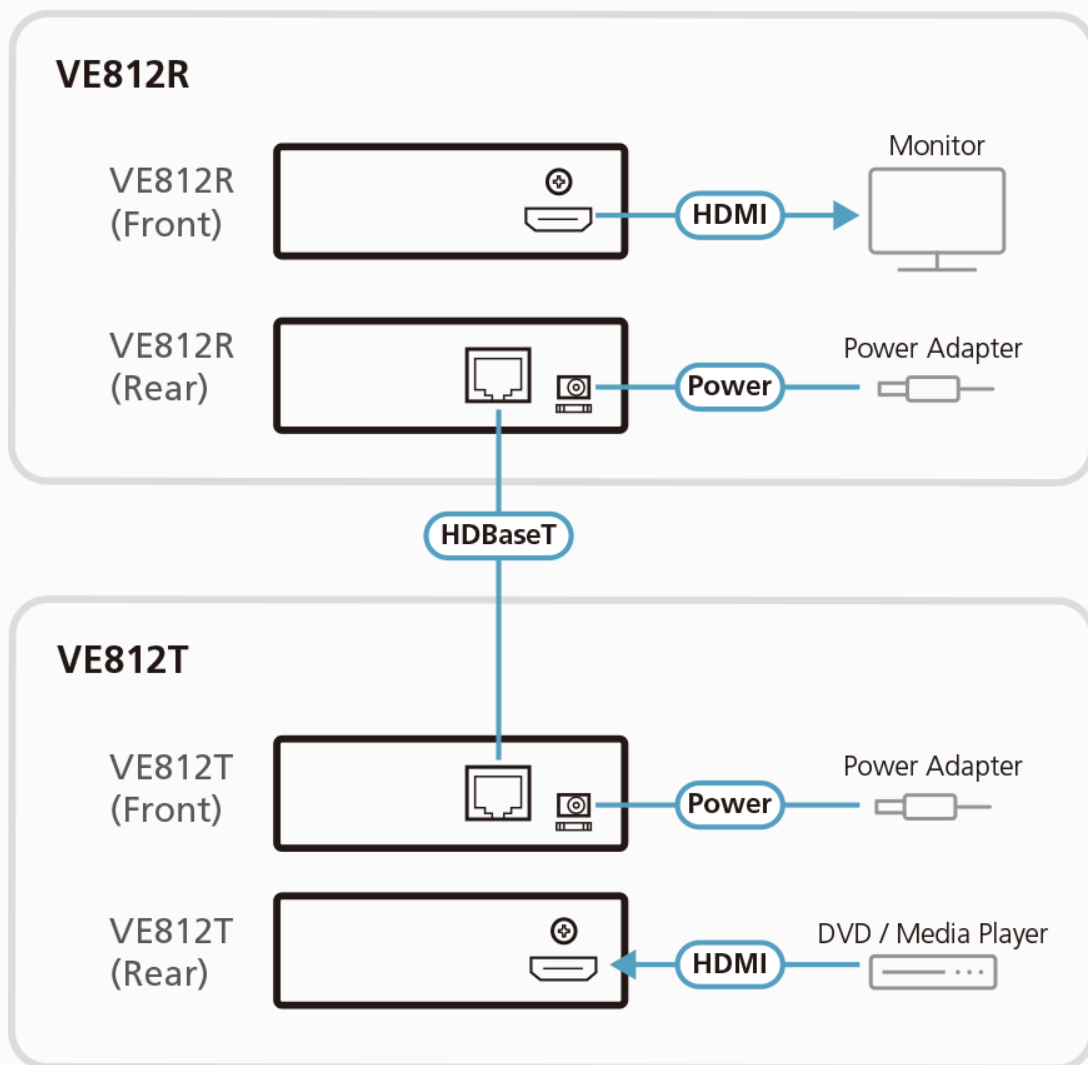 VE812R
VE812R
(Front)
HDMI
Monitor
VE812R
(Rear)
Power
Power Adapter
HDBaseT
VE812T
VE812T
(Front)
Power
Power Adapter
VE812T
(Rear)
HDMI
DVD / Media Player